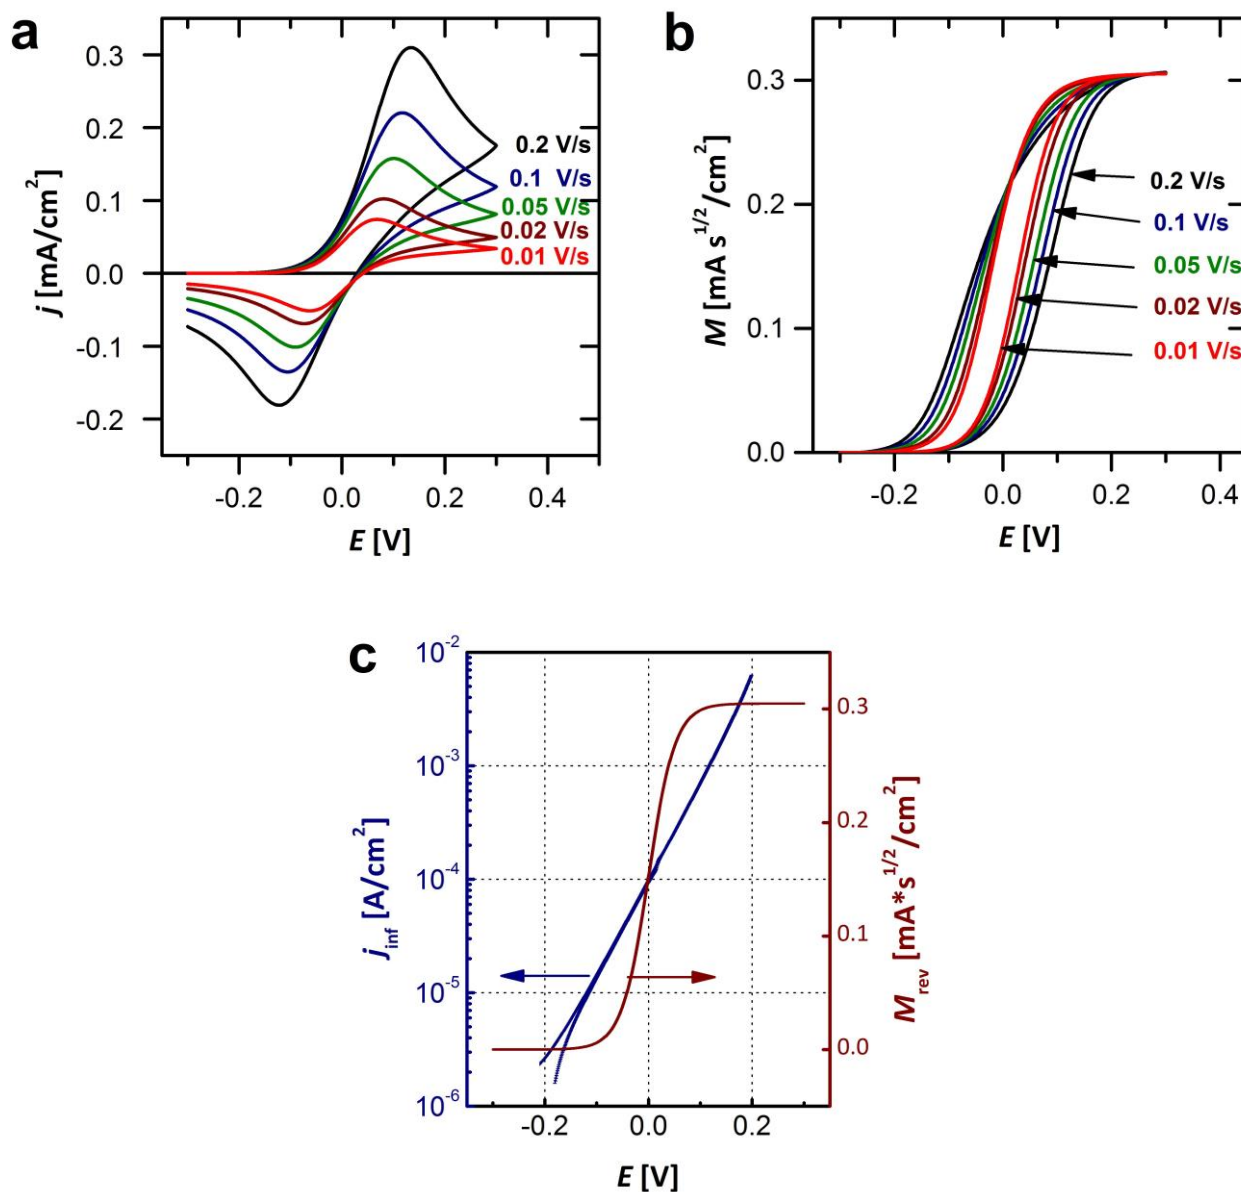 a
0.3
0.2
0.1
0.0
-0.1
-0.2
j [mA/cm²]
0.2 V/s
0.1 V/s
0.05 V/s
0.02 V/s
0.01 V/s
-0.2 0.0 0.2 0.4
E [V]
b
0.3
0.2
0.1
0.0
M [mA s^1/2/cm²]
0.2 V/s
0.1 V/s
0.05 V/s
0.02 V/s
0.01 V/s
-0.2 0.0 0.2 0.4
E [V]
c
10⁻²
10⁻³
10⁻⁴
10⁻⁵
10⁻⁶
j_inf [A/cm²]
0.3
0.2
0.1
0.0
M_rev [mA*s^1/2/cm²]
-0.2 0.0 0.2
E [V]